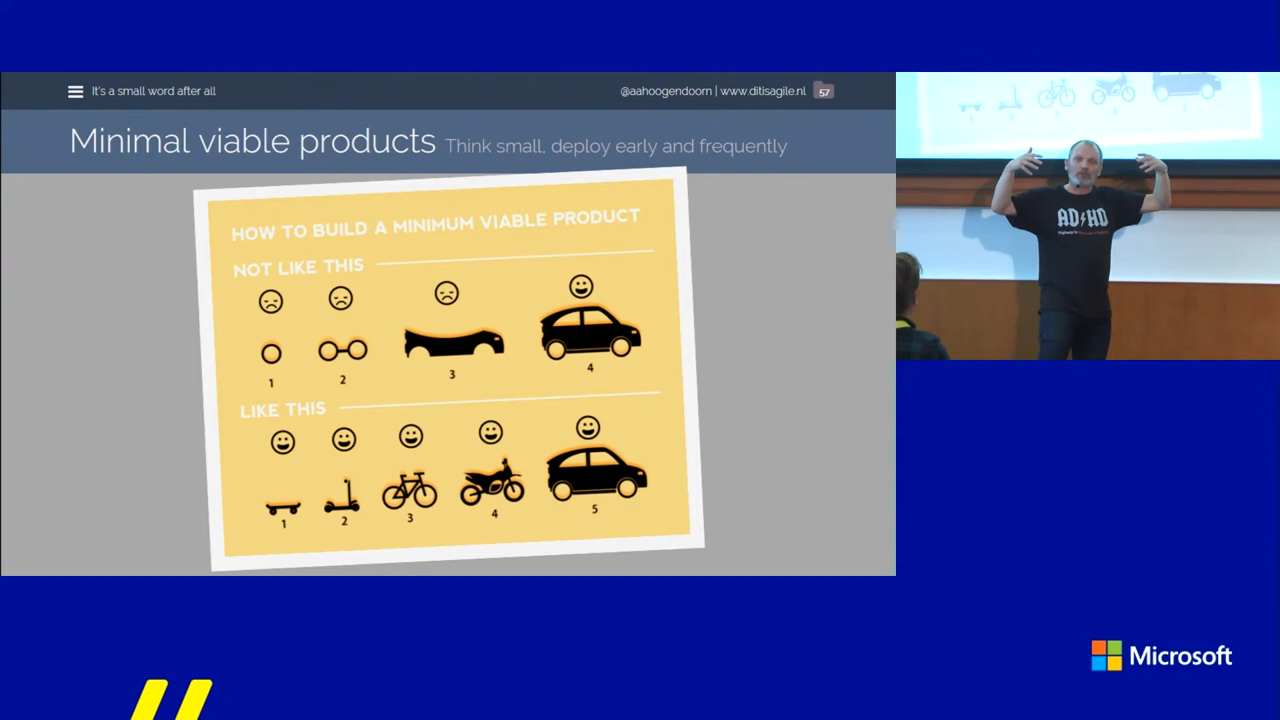 It's a small word after all
@aahoogendoorn | www.ditisagile.nl 57
Minimal viable products Think small, deploy early and frequently
HOW TO BUILD A MINIMUM VIABLE PRODUCT
NOT LIKE THIS
1 2 3 4
LIKE THIS
1 2 3 4 5
AD HD
Highway to
Microsoft